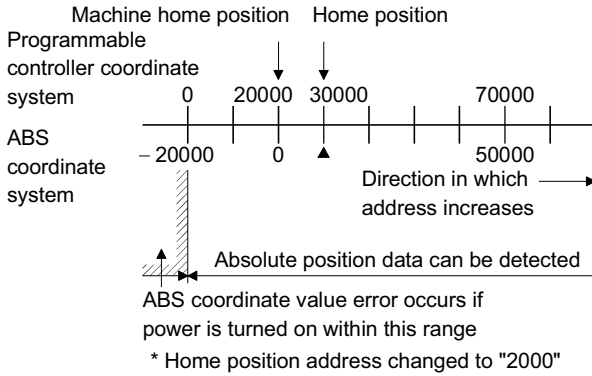 Machine home position Home position
Programmable
controller coordinate
system
0 20000 30000 70000
ABS
coordinate
system
– 20000 0 50000
Direction in which
address increases
Absolute position data can be detected
ABS coordinate value error occurs if
power is turned on within this range
* Home position address changed to "2000"